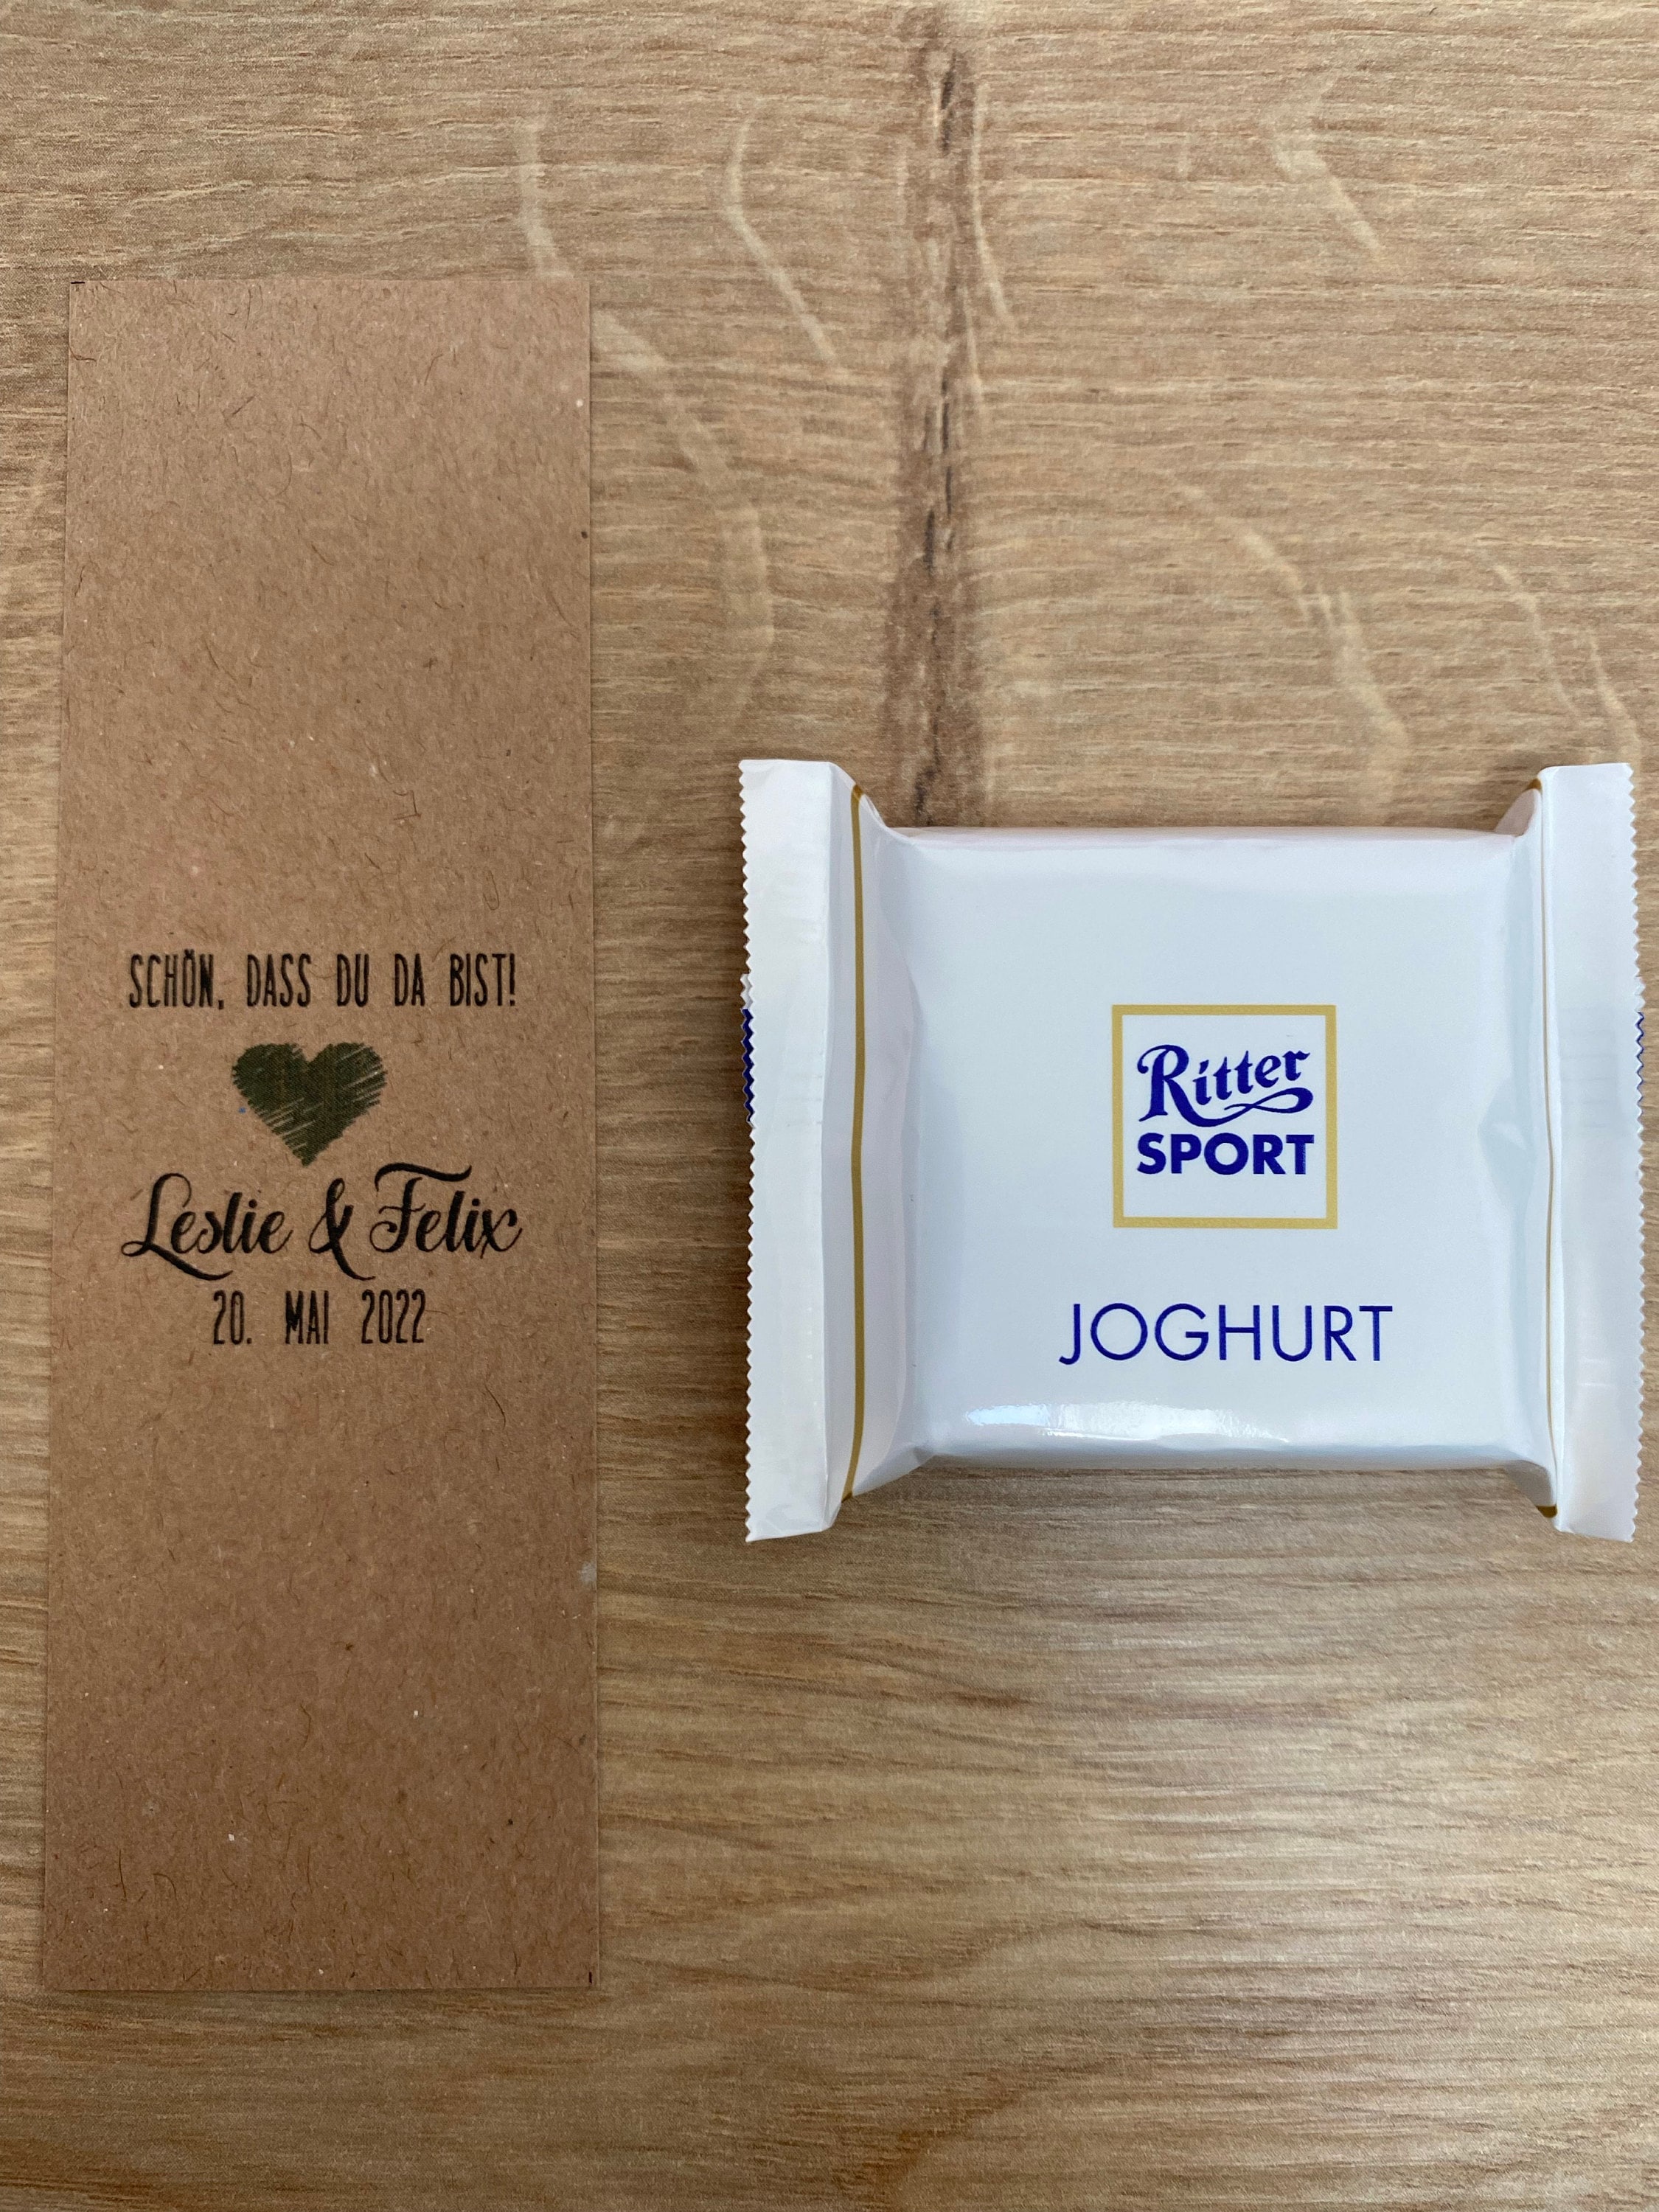 SCHÖN, DASS DU DA BIST!
Leslie & Felix
20. MAI 2022
Ritter
SPORT
JOGHURT